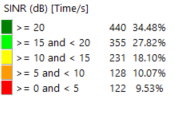 SINR (dB) [Time/s]
>= 20 440 34.48%
>= 15 and < 20 355 27.82%
>= 10 and < 15 231 18.10%
>= 5 and < 10 128 10.07%
>= 0 and < 5 122 9.53%